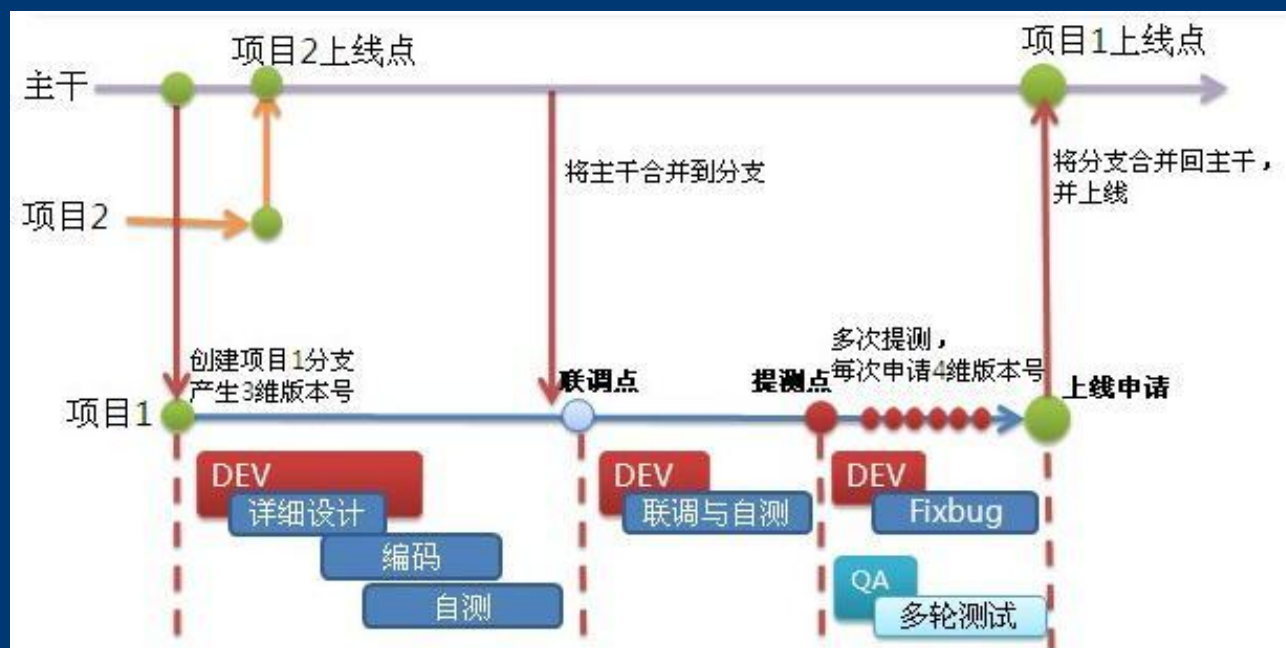 项目2上线点
项目1上线点
主干
将主干合并到分支
将分支合并回主干，
并上线
项目2
创建项目1分支
产生3维版本号
联调点
提测点
多次提测，
每次申请4维版本号
上线申请
项目1
DEV
详细设计
编码
自测
DEV
联调与自测
DEV
Fixbug
QA
多轮测试